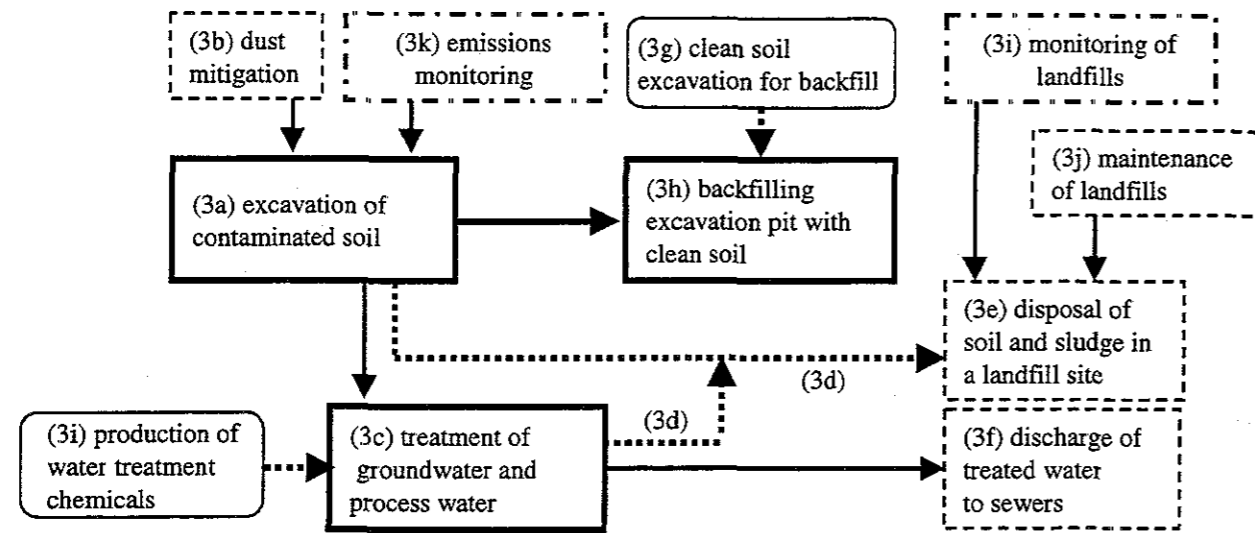 (3b) dust
mitigation
(3k) emissions
monitoring
(3g) clean soil
excavation for backfill
(3i) monitoring of
landfills
(3j) maintenance
of landfills
(3a) excavation of
contaminated soil
(3h) backfilling
excavation pit with
clean soil
(3e) disposal of
soil and sludge in
a landfill site
(3d)
(3d)
(3i) production of
water treatment
chemicals
(3c) treatment of
groundwater and
process water
(3f) discharge of
treated water
to sewers